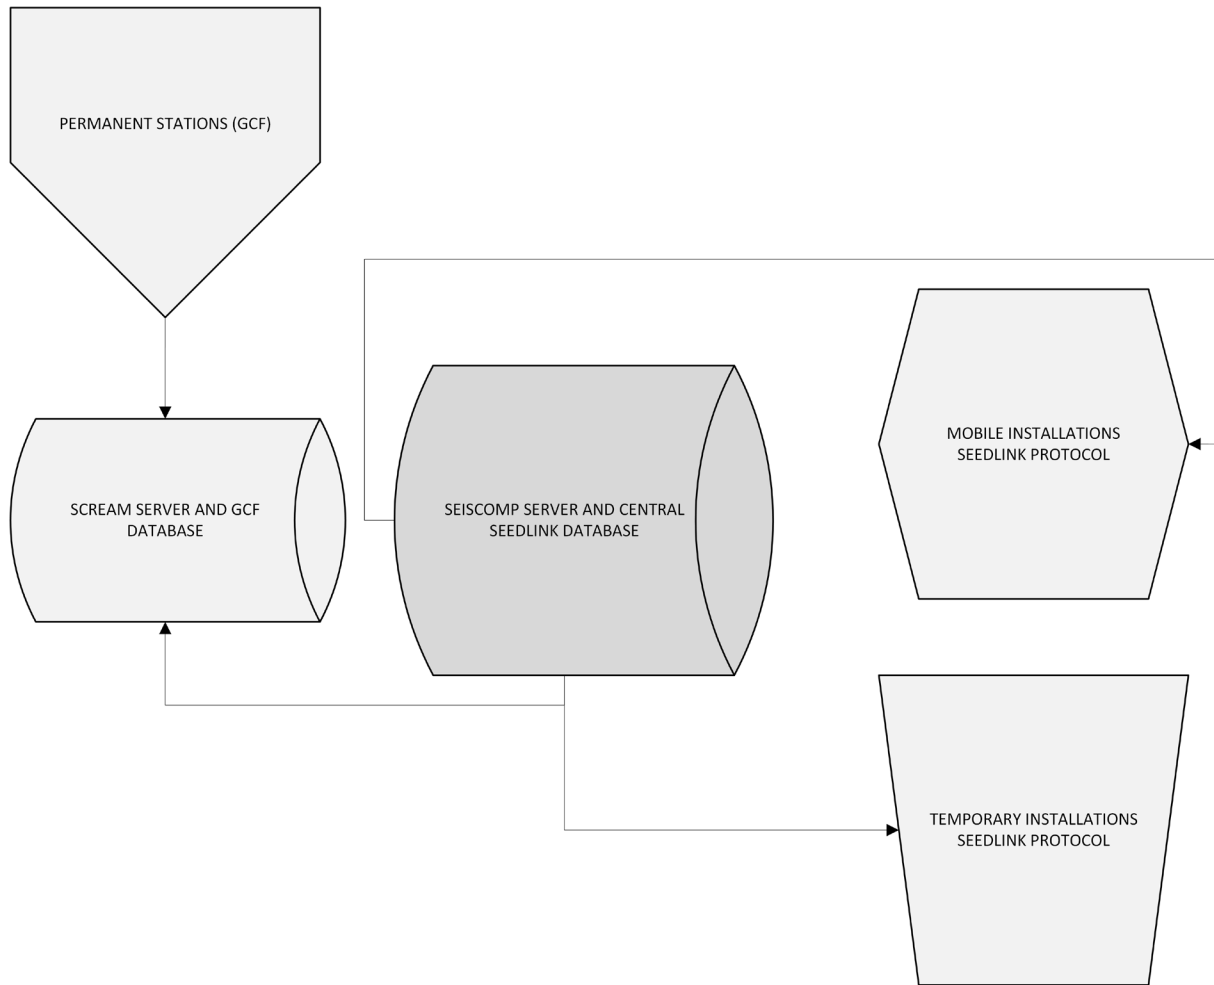 PERMANENT STATIONS (GCF)
MOBILE INSTALLATIONS
SEEDLINK PROTOCOL
SCREAM SERVER AND GCF
DATABASE
SEISCOMP SERVER AND CENTRAL
SEEDLINK DATABASE
TEMPORARY INSTALLATIONS
SEEDLINK PROTOCOL